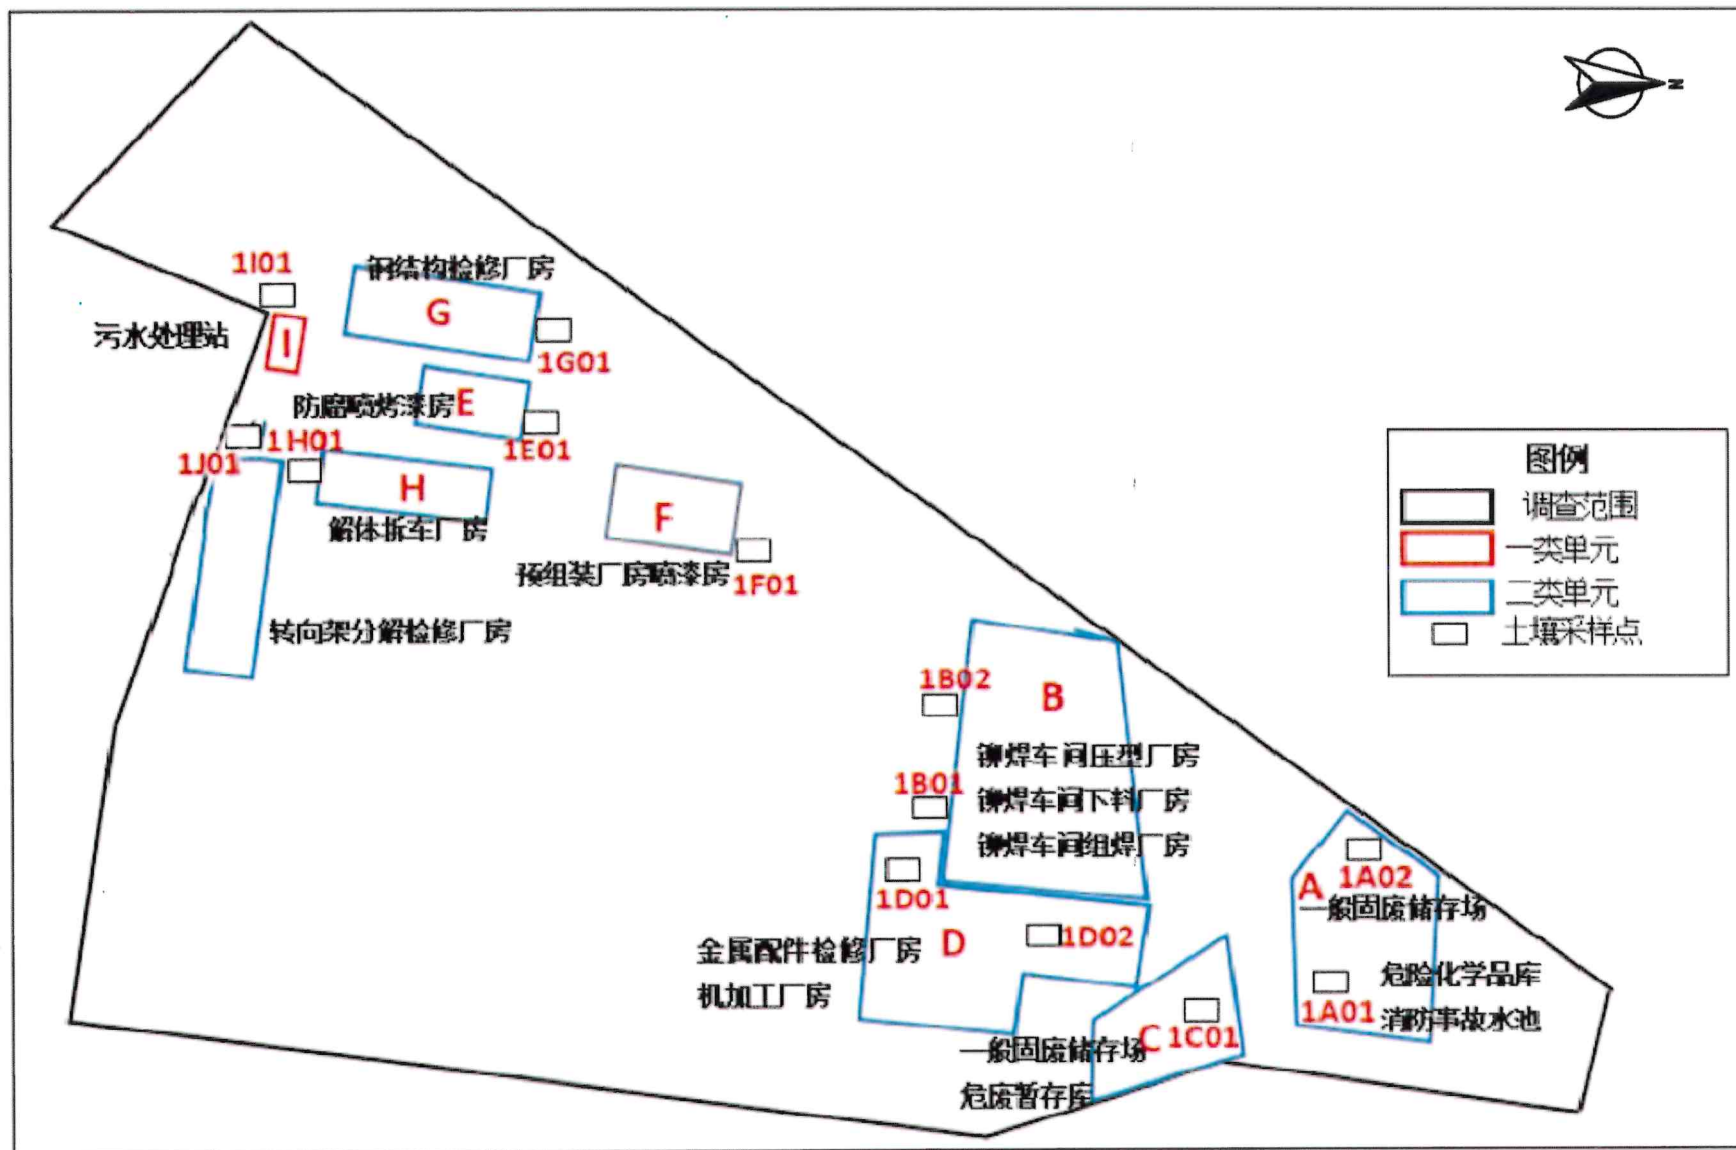 N
1I01
钢结构检修厂房
G
污水处理站
I
1G01
防腐喷烤漆房
E
1E01
1H01
1J01
H
解体拆车厂房
F
预组装厂房喷漆房
1F01
转向架分解检修厂房
图例
调查范围
一类单元
二类单元
土壤采样点
1B02
B
铆焊车间压型厂房
1B01
铆焊车间下料厂房
铆焊车间组焊厂房
1D01
D
1D02
金属配件检修厂房
机加工厂房
A
1A02
一般固废储存场
危险化学品库
1A01
消防事故水池
C
1C01
一般固废储存场
危废暂存库